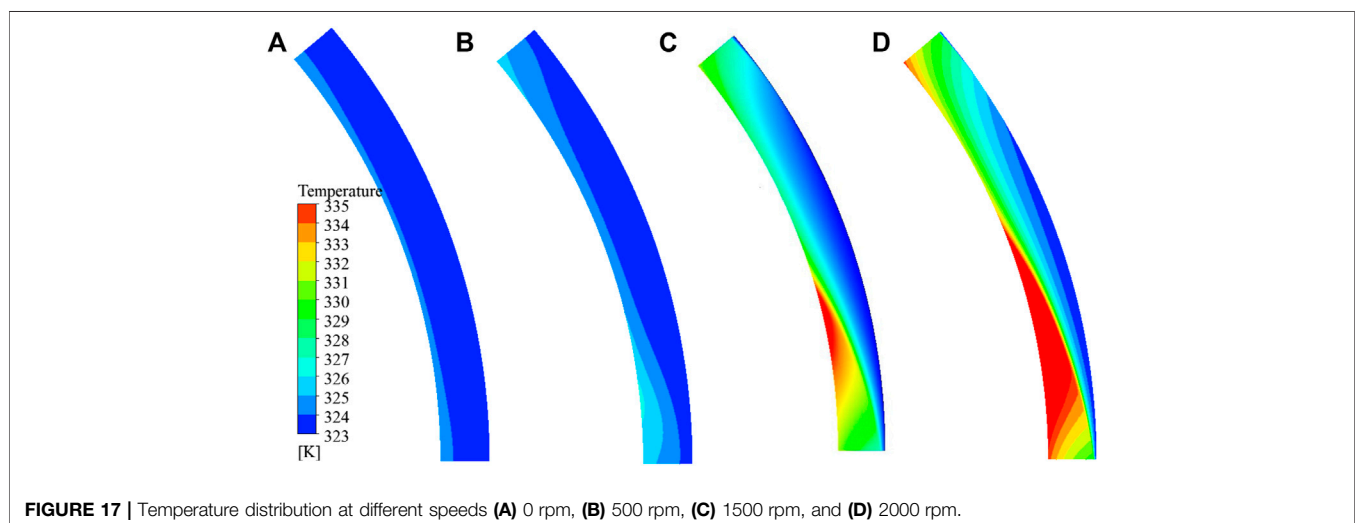 A
B
C
D
Temperature
335
334
333
332
331
330
329
328
327
326
325
324
323
[K]
FIGURE 17 | Temperature distribution at different speeds (A) 0 rpm, (B) 500 rpm, (C) 1500 rpm, and (D) 2000 rpm.